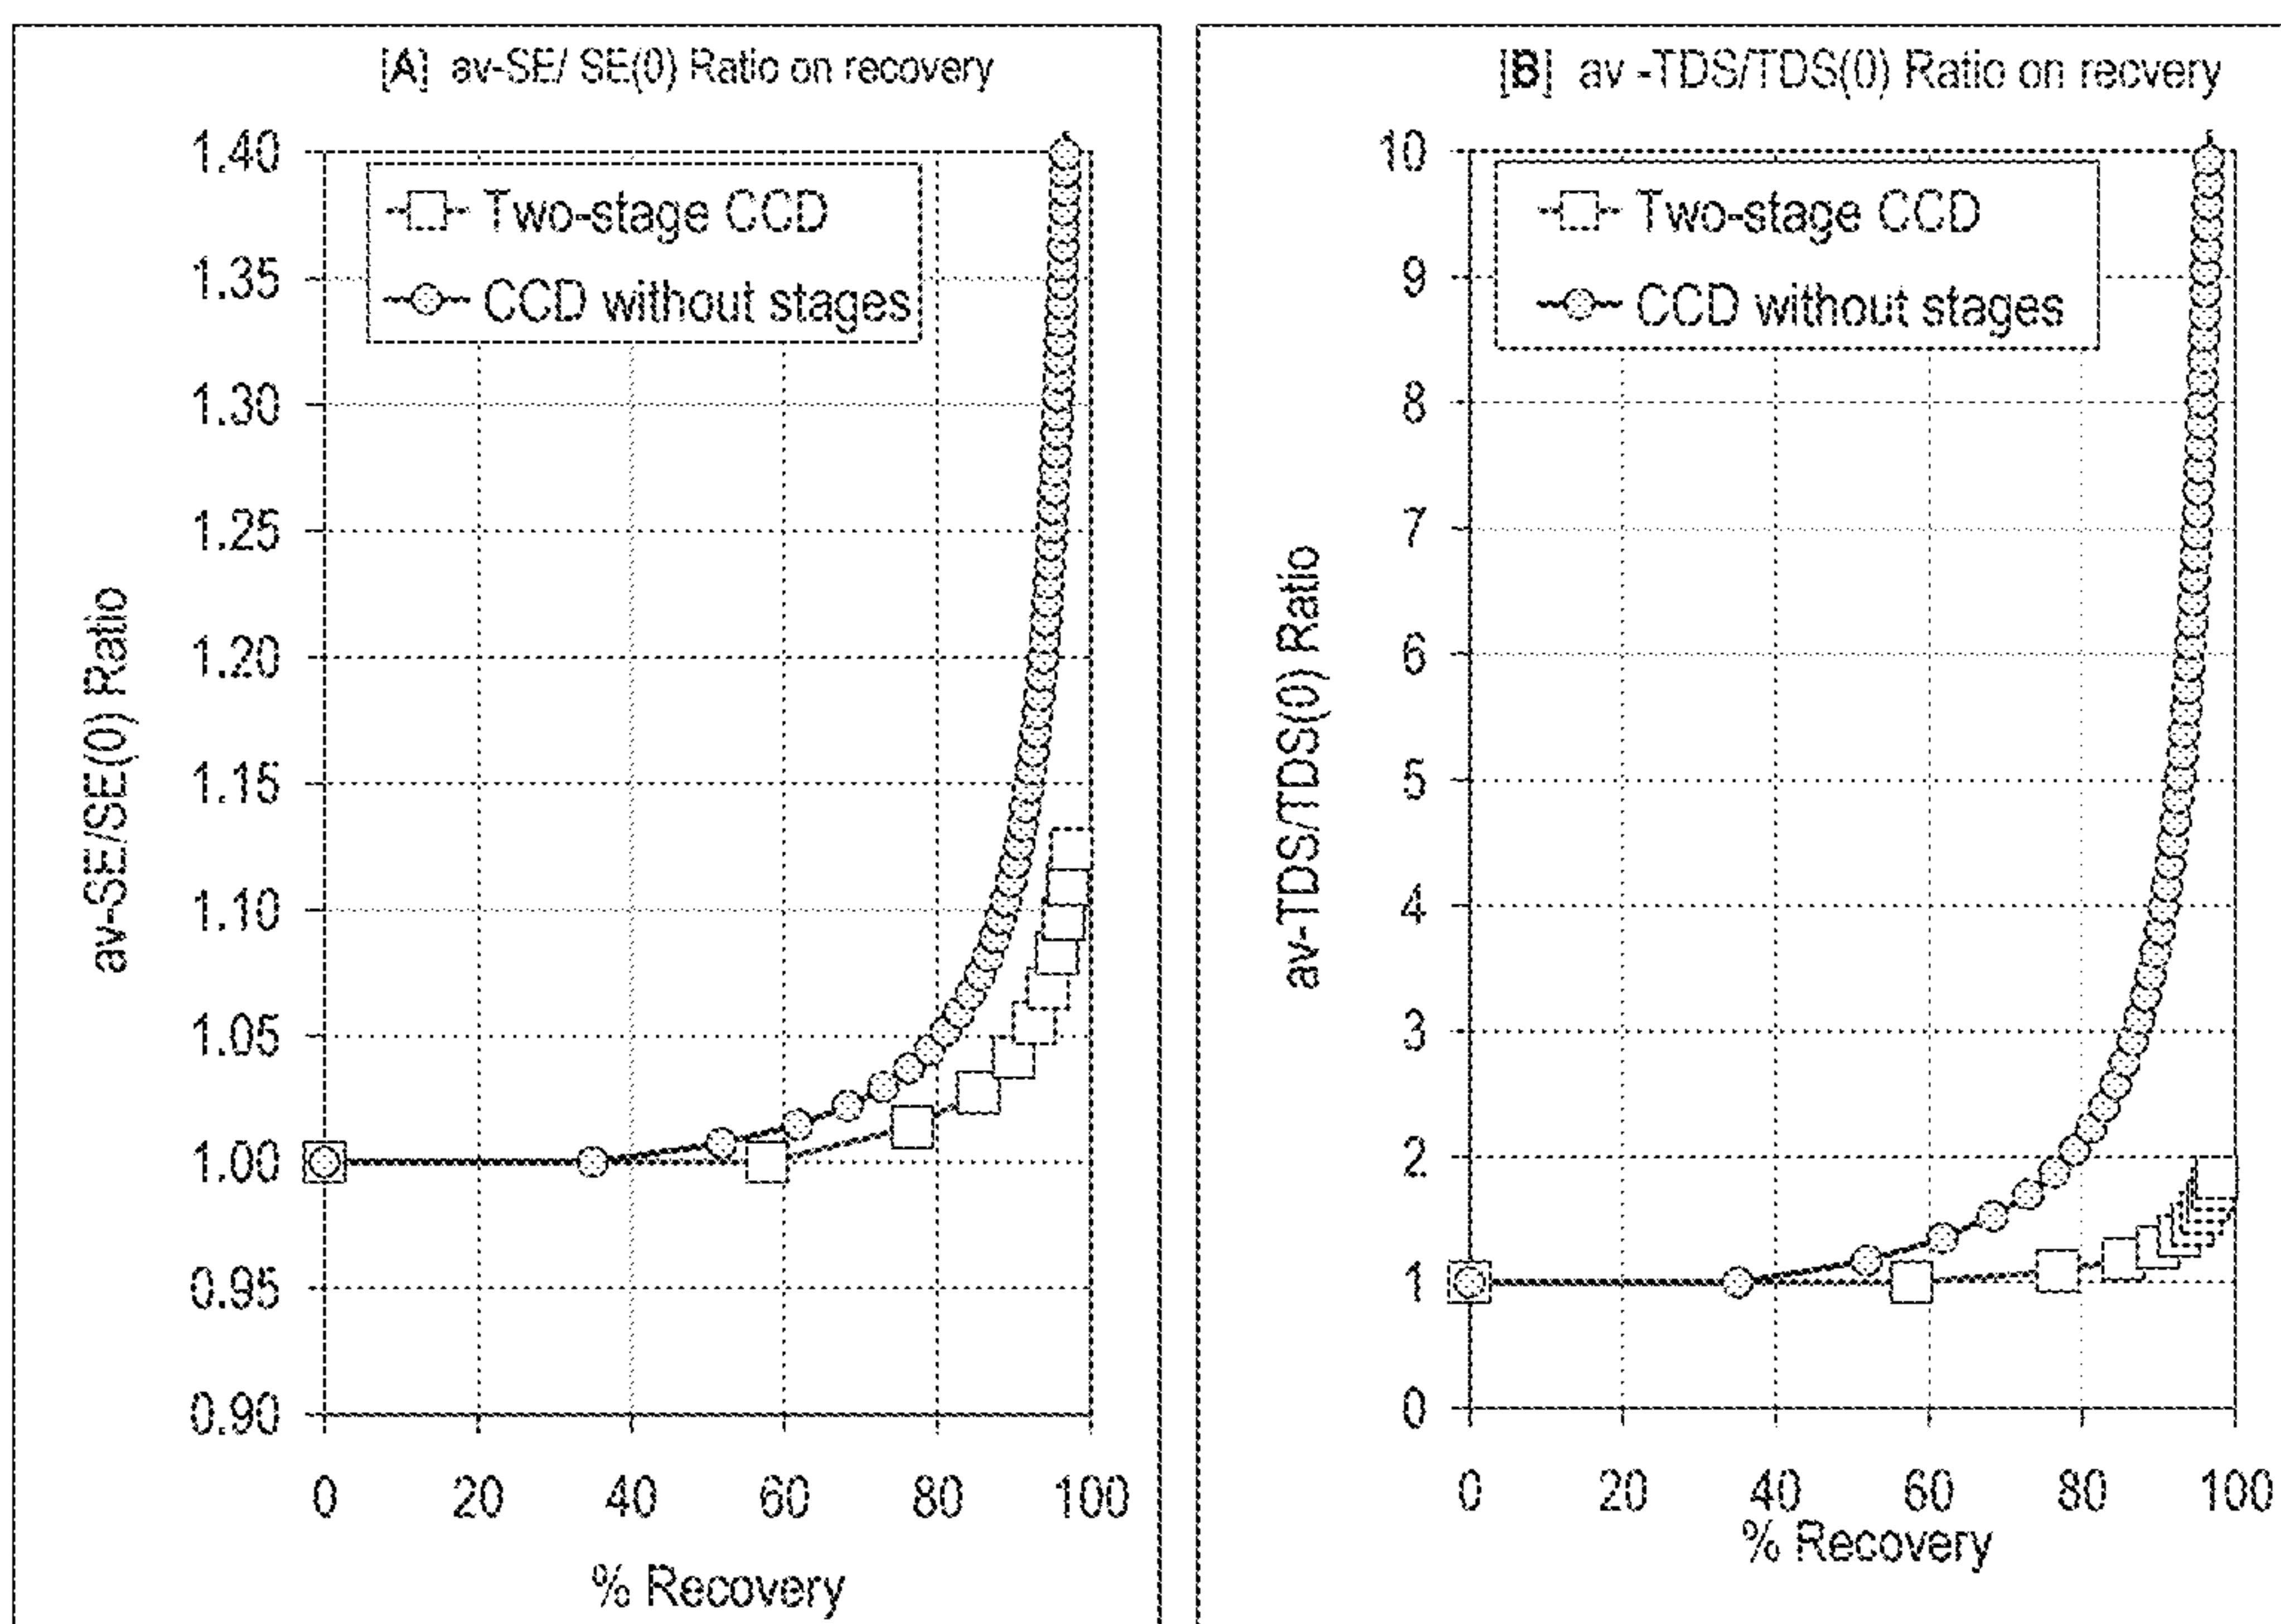 [A] av-SE/ SE(0) Ratio on recovery
1.40
1.35
1.30
1.25
1.20
1.15
1.10
1.05
1.00
0.95
0.90
Two-stage CCD
CCD without stages
av-SE/SE(0) Ratio
0 20 40 60 80 100
% Recovery
[B] av -TDS/TDS(0) Ratio on recvery
10
9
8
7
6
5
4
3
2
1
0
Two-stage CCD
CCD without stages
av-TDS/TDS(0) Ratio
0 20 40 60 80 100
% Recovery